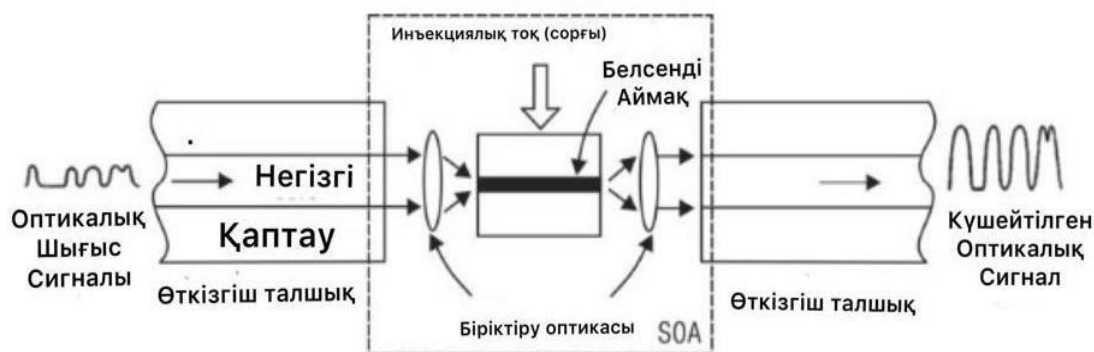 Инъекциялық тоқ (сорғы)
Белсенді
Аймақ
Негізгі
Қаптау
Оптикалық
Шығыс
Сигналы
Өткізгіш талшық
Біріктіру оптикасы
SOA
Өткізгіш талшық
Күшейтілген
Оптикалық
Сигнал